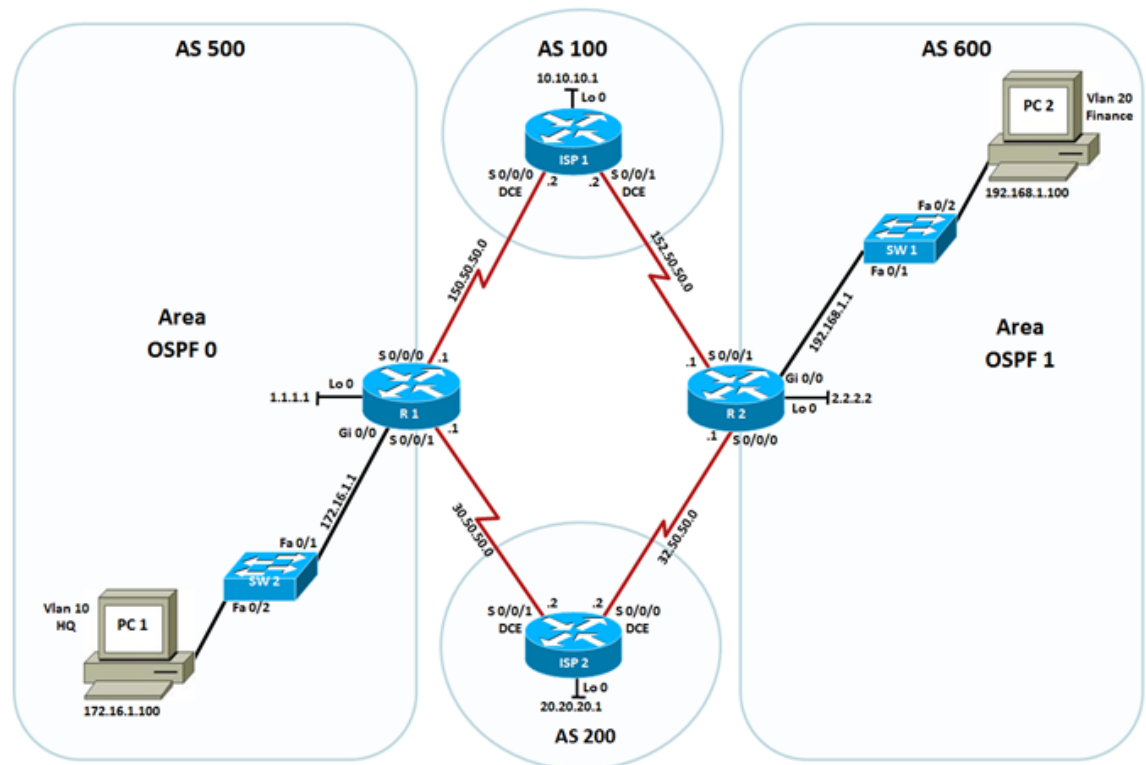 AS 500
AS 100
AS 600
10.10.10.1
Lo 0
ISP 1
S 0/0/0
DCE
.2
.2
S 0/0/1
DCE
PC 2
Vlan 20
Finance
192.168.1.100
Fa 0/2
SW 1
Fa 0/1
150.50.50.0
152.50.50.0
192.168.1.1
Area
OSPF 0
Area
OSPF 1
S 0/0/0
.1
Lo 0
1.1.1.1
R 1
Gi 0/0
S 0/0/1
.1
.1
S 0/0/1
Gi 0/0
R 2
Lo 0
2.2.2.2
.1
S 0/0/0
172.16.1.1
30.50.50.0
32.50.50.0
Fa 0/1
SW 2
Fa 0/2
Vlan 10
HQ
PC 1
172.16.1.100
S 0/0/1
DCE
.2
.2
S 0/0/0
DCE
ISP 2
Lo 0
20.20.20.1
AS 200